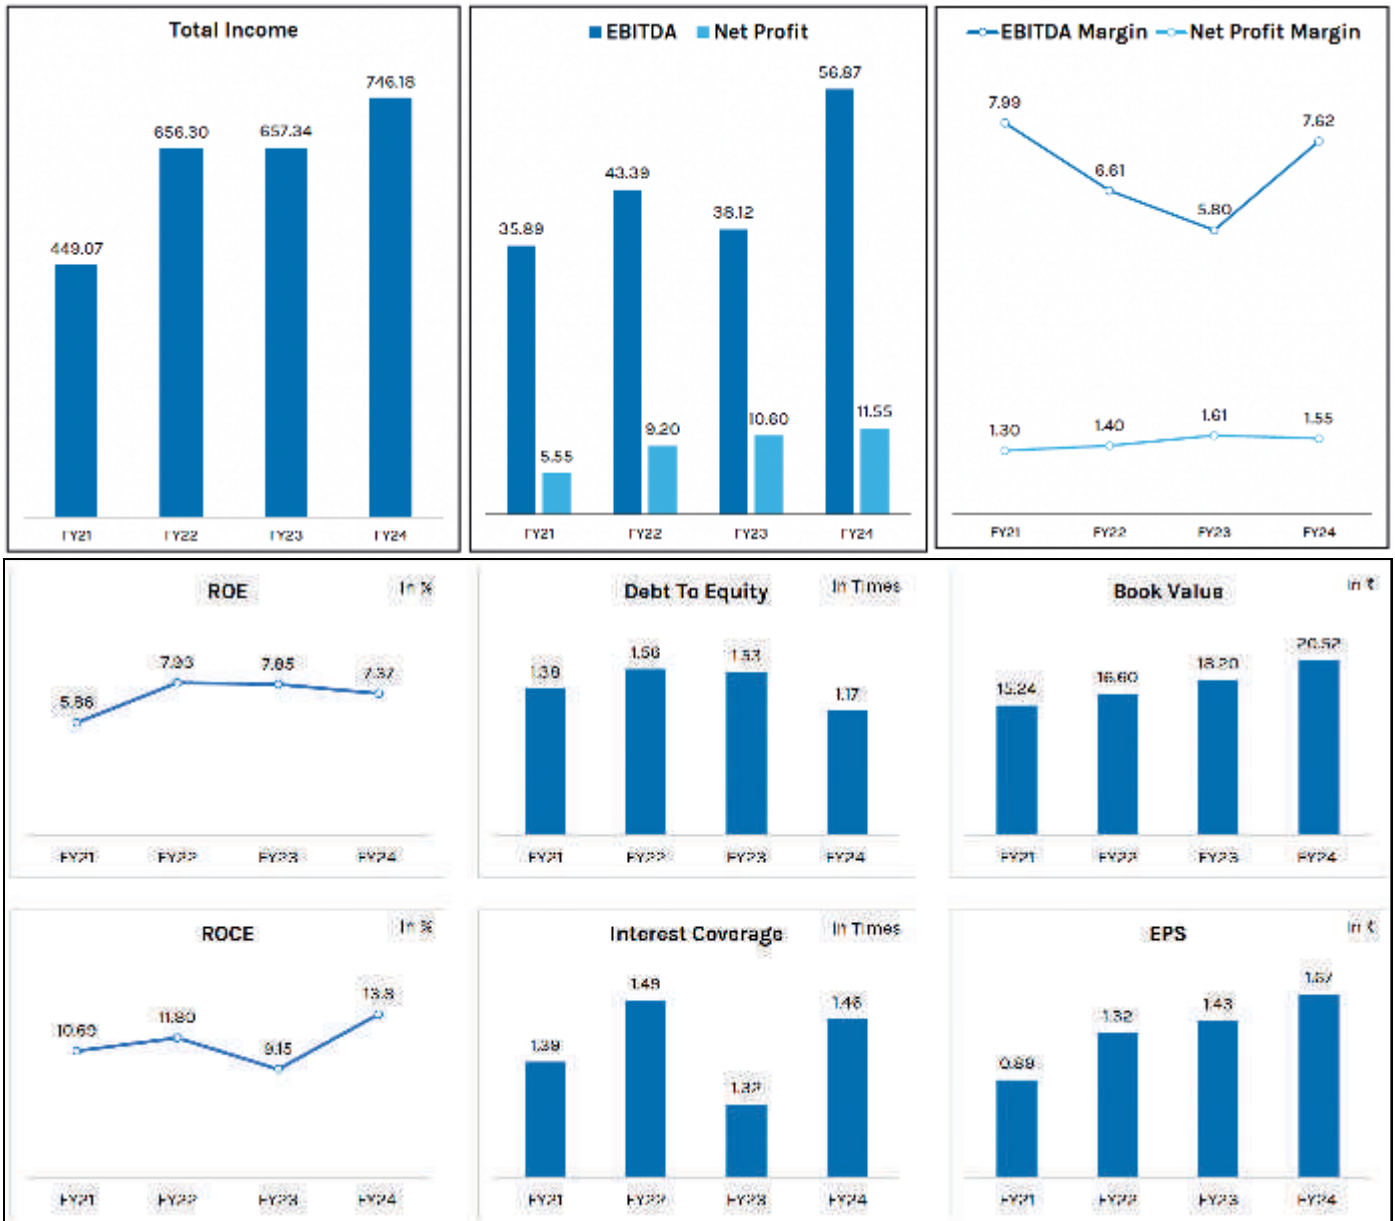 Total Income
746.18
656.30
657.34
449.07
FY21 FY22 FY23 FY24
EBITDA Net Profit
56.87
43.39
38.12
35.89
11.55
10.60
9.20
5.55
FY21 FY22 FY23 FY24
EBITDA Margin Net Profit Margin
7.99
7.62
6.61
5.80
1.61
1.55
1.40
1.30
FY21 FY22 FY23 FY24
ROE In %
7.93 7.85
7.37
5.86
FY21 FY22 FY23 FY24
Debt To Equity In Times
1.56 1.53
1.38
1.17
FY21 FY22 FY23 FY24
Book Value In ₹
20.52
18.20
16.60
15.24
FY21 FY22 FY23 FY24
ROCE In %
13.8
11.80
10.69
9.15
FY21 FY22 FY23 FY24
Interest Coverage In Times
1.49
1.46
1.39
1.32
FY21 FY22 FY23 FY24
EPS In ₹
1.43
1.32
0.89
FY21 FY22 FY23 FY24